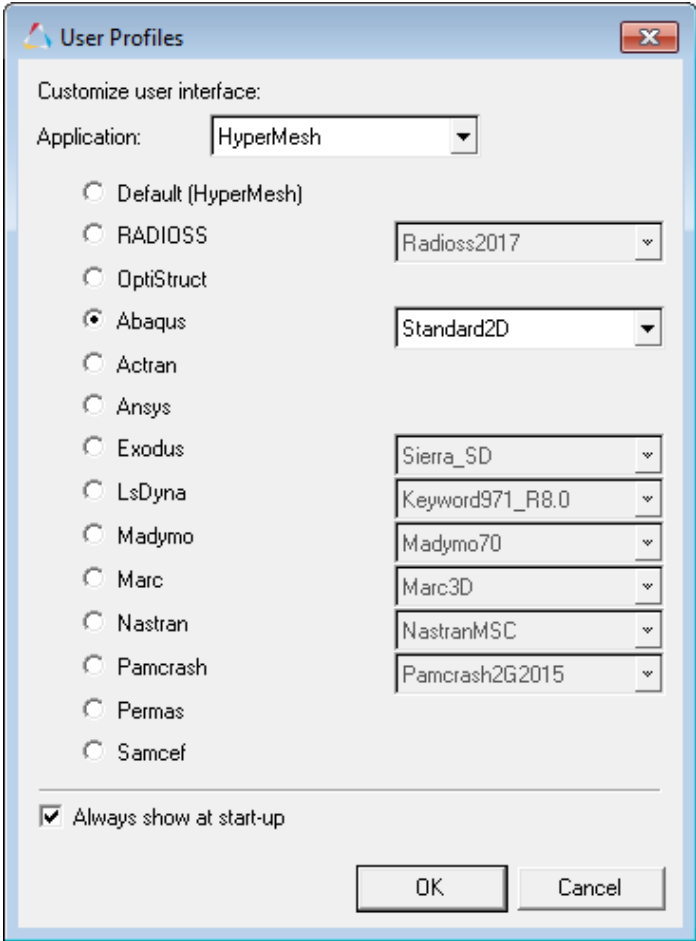 User Profiles
Customize user interface:
Application: HyperMesh
Default (HyperMesh)
RADIOSS Radioss2017
OptiStruct
Abaqus Standard2D
Actran
Ansys
Exodus Sierra_SD
LsDyna Keyword971_R8.0
Madymo Madymo70
Marc Marc3D
Nastran NastranMSC
Pamcrash Pamcrash2G2015
Permas
Samcef
Always show at start-up
OK Cancel